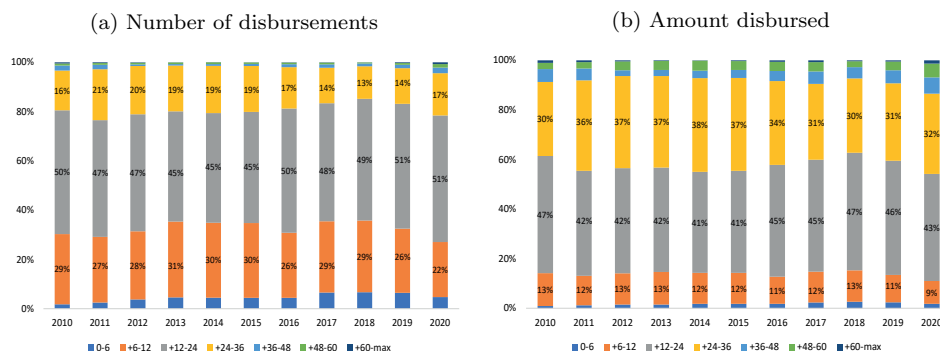 (a) Number of disbursements
100%
80%
60%
40%
20%
0%
16% 21% 20% 19% 19% 19% 17% 14% 13% 14% 17%
50% 47% 47% 45% 45% 45% 50% 48% 49% 51% 51%
29% 27% 28% 31% 30% 30% 26% 29% 29% 26% 22%
2010 2011 2012 2013 2014 2015 2016 2017 2018 2019 2020
0-6 +6-12 +12-24 +24-36 +36-48 +48-60 +60-max
(b) Amount disbursed
100%
80%
60%
40%
20%
0%
30% 36% 37% 37% 38% 37% 34% 31% 30% 31% 32%
47% 42% 42% 42% 41% 41% 45% 45% 47% 46% 43%
13% 12% 13% 13% 12% 12% 11% 12% 13% 11% 9%
2010 2011 2012 2013 2014 2015 2016 2017 2018 2019 2020
0-6 +6-12 +12-24 +24-36 +36-48 +48-60 +60-max